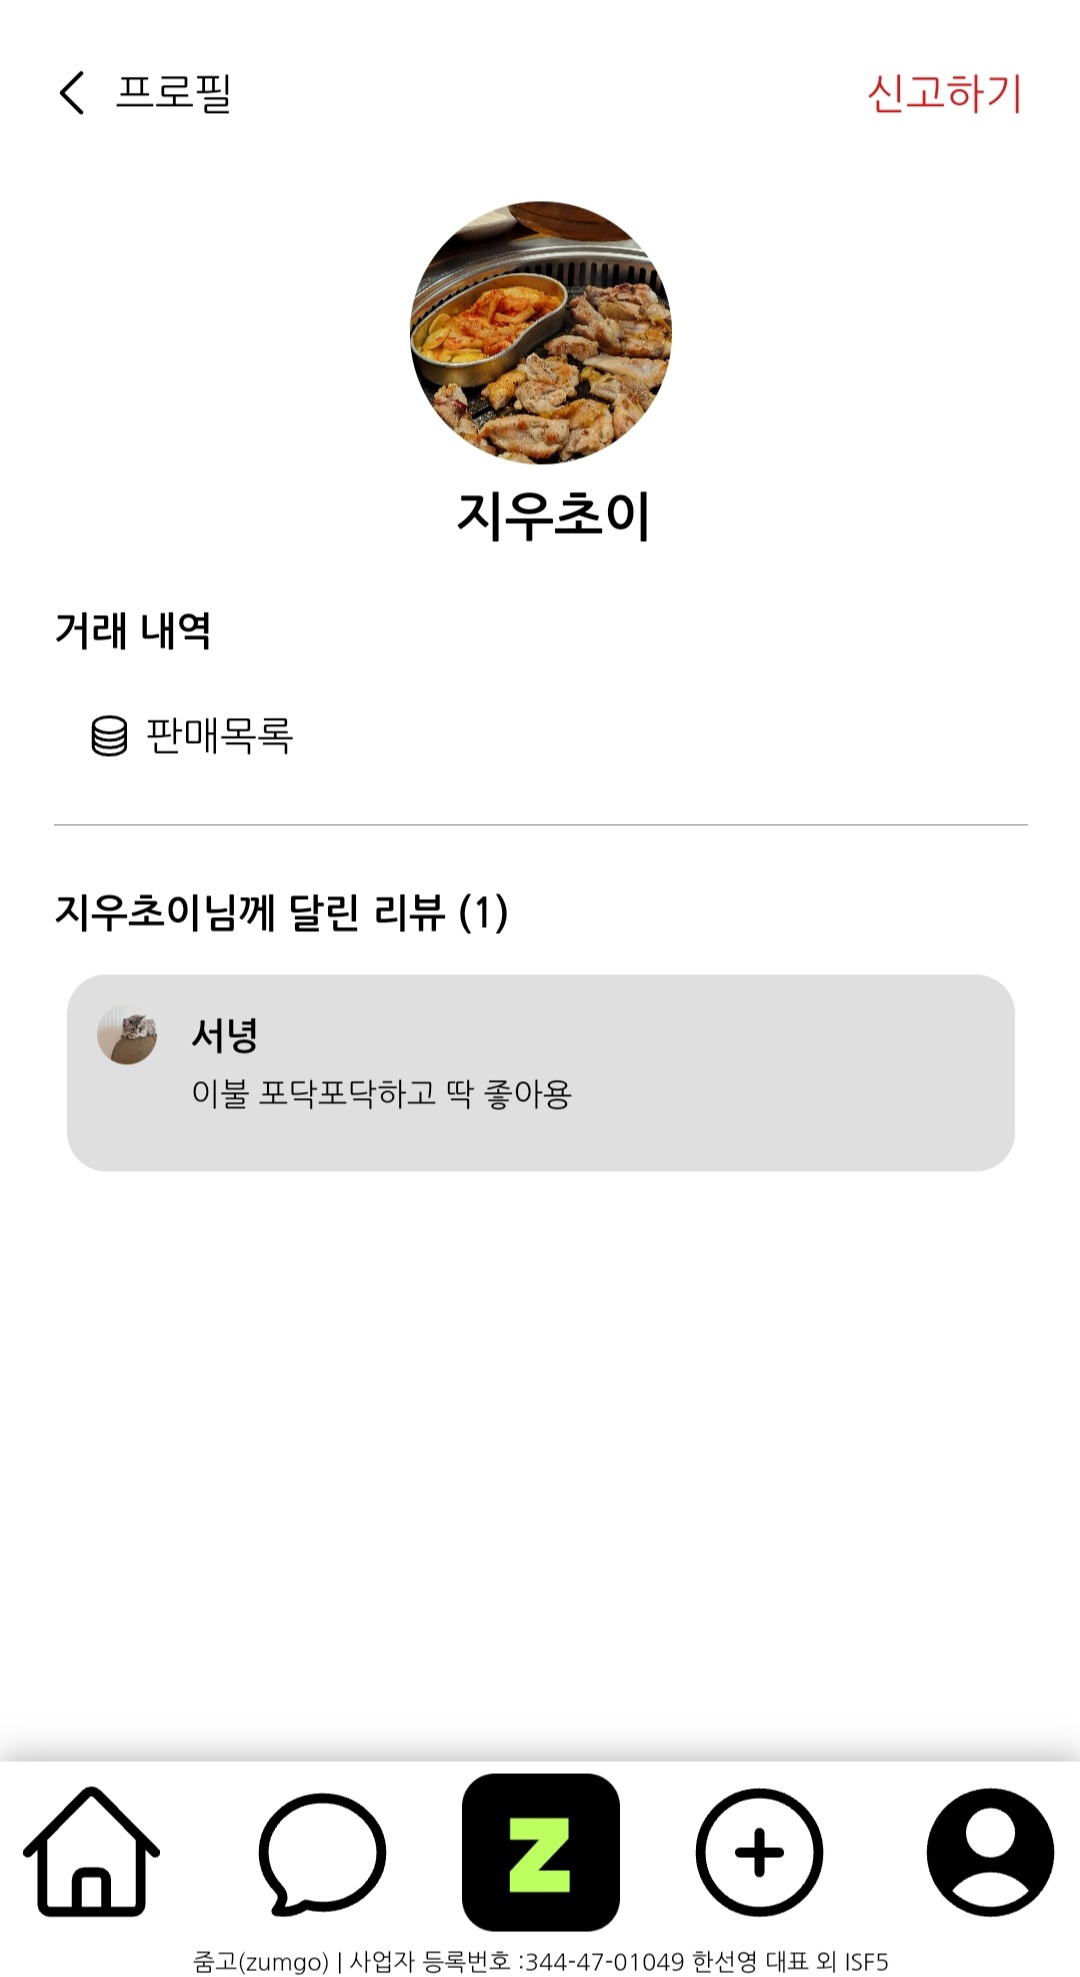 프로필
신고하기
지우초이
거래 내역
판매목록
지우초이님께 달린 리뷰 (1)
서녕
이불 포닥포닥하고 딱 좋아용
Z
줌고(zumgo) | 사업자 등록번호 :344-47-01049 한선영 대표 외 ISF5